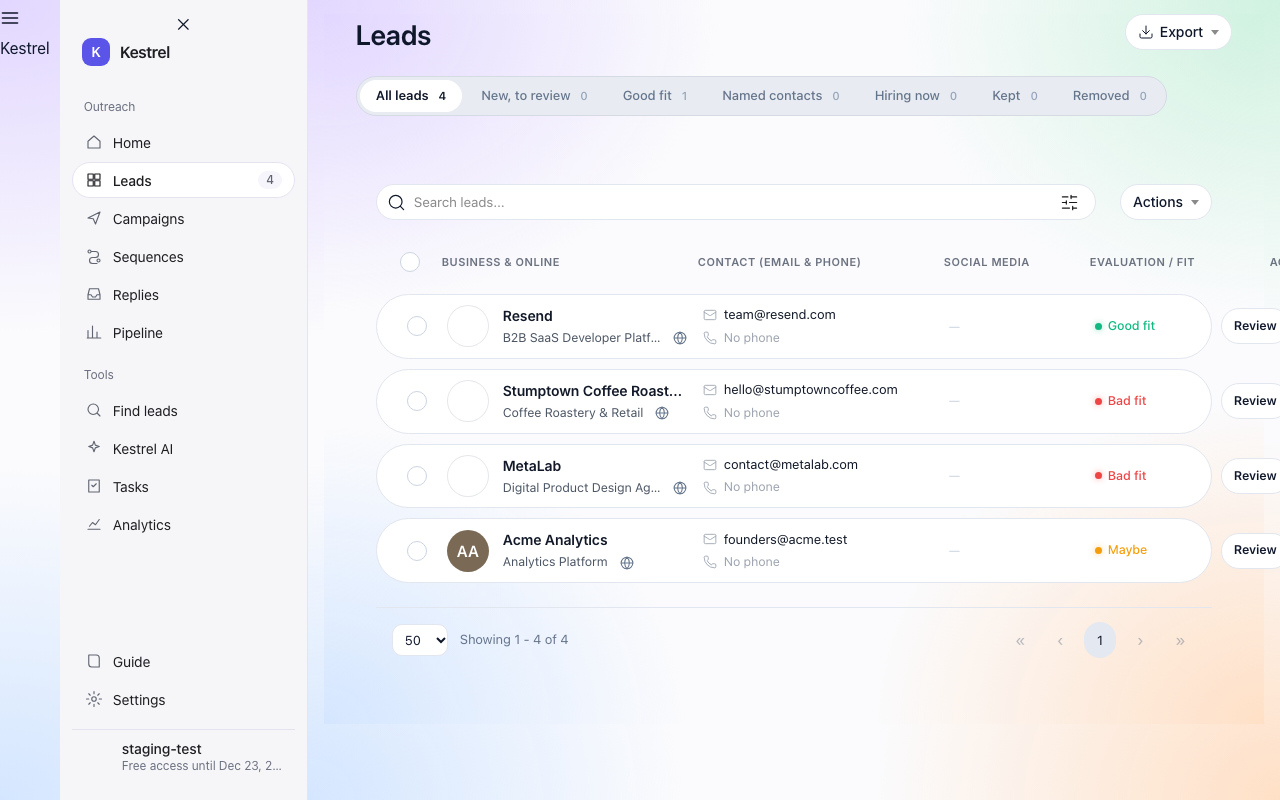 Kestrel
K Kestrel
Outreach
Home
Leads 4
Campaigns
Sequences
Replies
Pipeline
Tools
Find leads
Kestrel AI
Tasks
Analytics
Guide
Settings
staging-test
Free access until Dec 23, 2...
Leads
Export
All leads 4 New, to review 0 Good fit 1 Named contacts 0 Hiring now 0 Kept 0 Removed 0
Search leads...
Actions
BUSINESS & ONLINE CONTACT (EMAIL & PHONE) SOCIAL MEDIA EVALUATION / FIT
Resend team@resend.com — Good fit Review
B2B SaaS Developer Platf... No phone
Stumptown Coffee Roast... hello@stumptowncoffee.com — Bad fit Review
Coffee Roastery & Retail No phone
MetaLab contact@metalab.com — Bad fit Review
Digital Product Design Ag... No phone
AA Acme Analytics founders@acme.test — Maybe Review
Analytics Platform No phone
50 Showing 1 - 4 of 4 « ‹ 1 › »